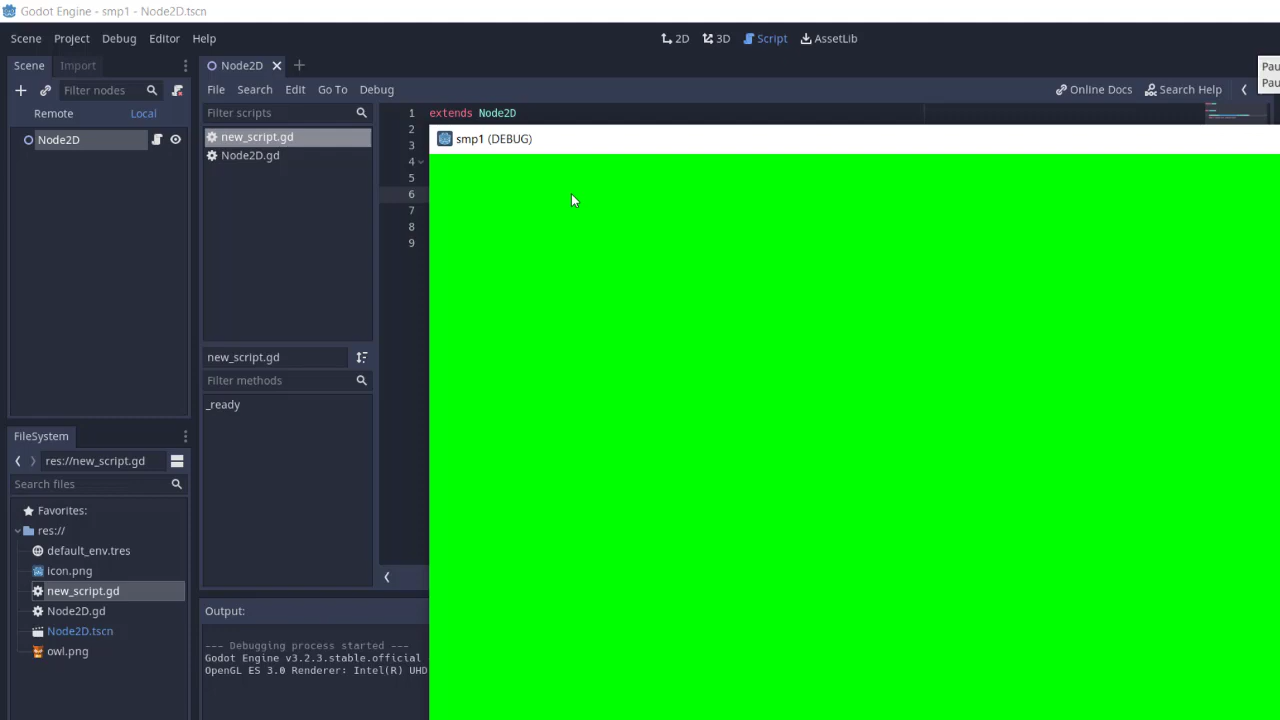 Godot Engine - smp1 - Node2D.tscn
Scene Project Debug Editor Help
2D 3D Script AssetLib
Scene Import
Filter nodes
Remote Local
Node2D
Node2D
File Search Edit Go To Debug
Online Docs Search Help
Filter scripts
new_script.gd
Node2D.gd
new_script.gd
Filter methods
_ready
1 extends Node2D
2
3
4
5
6
7
8
9
smp1 (DEBUG)
Pau
Pau
FileSystem
res://new_script.gd
Search files
Favorites:
res://
default_env.tres
icon.png
new_script.gd
Node2D.gd
Node2D.tscn
owl.png
Output:
--- Debugging process started ---
Godot Engine v3.2.3.stable.official
OpenGL ES 3.0 Renderer: Intel(R) UHD